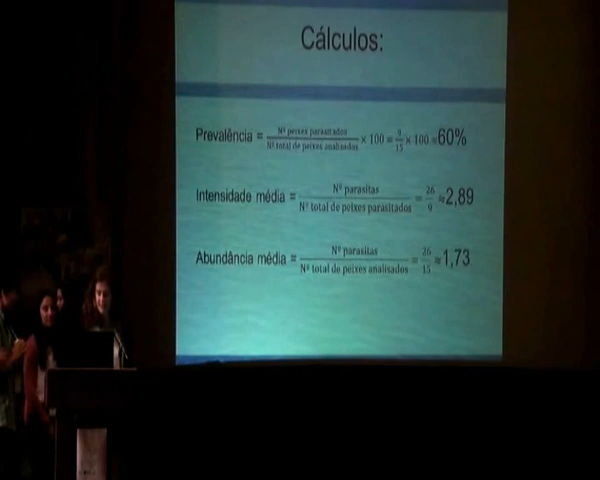 Cálculos:
Prevalência = Nº peixes parasitados / Nº total de peixes analisados × 100 = 9/15 × 100 ≈ 60%
Intensidade média = Nº parasitas / Nº total de peixes parasitados = 26/9 ≈ 2,89
Abundância média = Nº parasitas / Nº total de peixes analisados = 26/15 ≈ 1,73